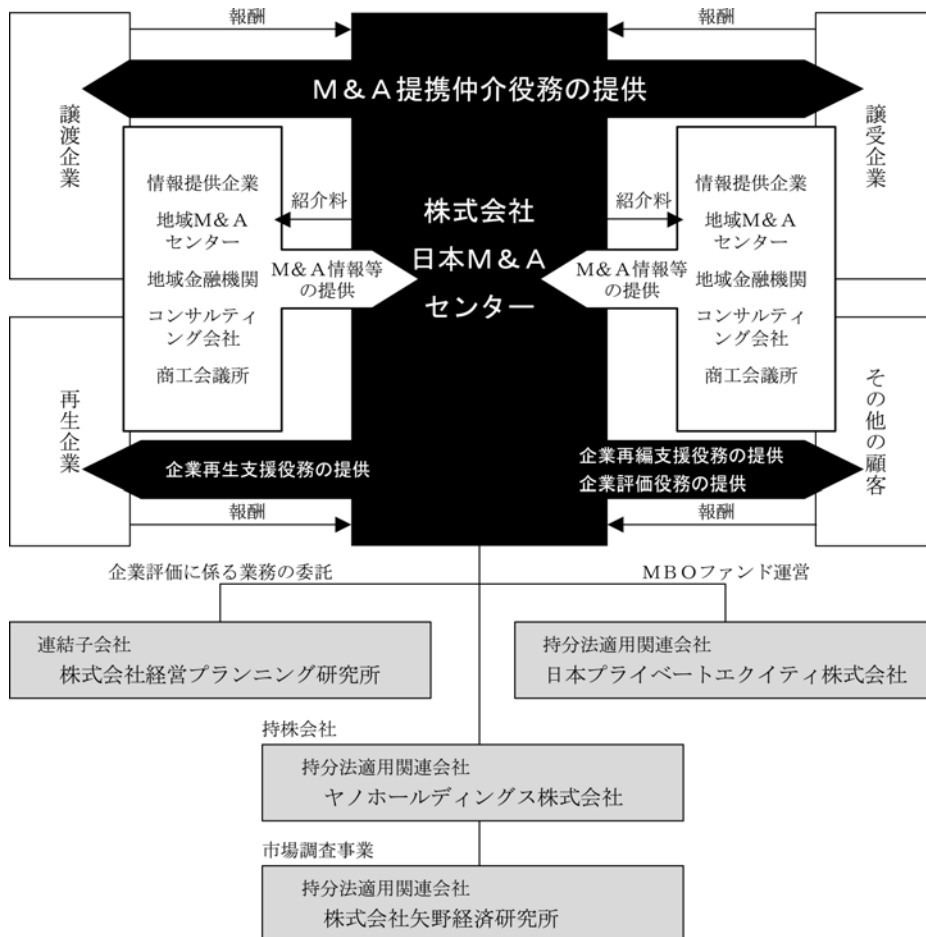 報酬
報酬
M&A提携仲介役務の提供
譲渡企業
譲受企業
情報提供企業
地域M&A
センター
地域金融機関
コンサルティ
ング会社
商工会議所
紹介料
M&A情報等
の提供
株式会社
日本M&A
センター
紹介料
M&A情報等
の提供
情報提供企業
地域M&A
センター
地域金融機関
コンサルティ
ング会社
商工会議所
再生企業
その他の顧客
企業再生支援役務の提供
企業再編支援役務の提供
企業評価役務の提供
報酬
報酬
企業評価に係る業務の委託
MBOファンド運営
連結子会社
株式会社経営プランニング研究所
持分法適用関連会社
日本プライベートエクイティ株式会社
持株会社
持分法適用関連会社
ヤノホールディングス株式会社
市場調査事業
持分法適用関連会社
株式会社矢野経済研究所